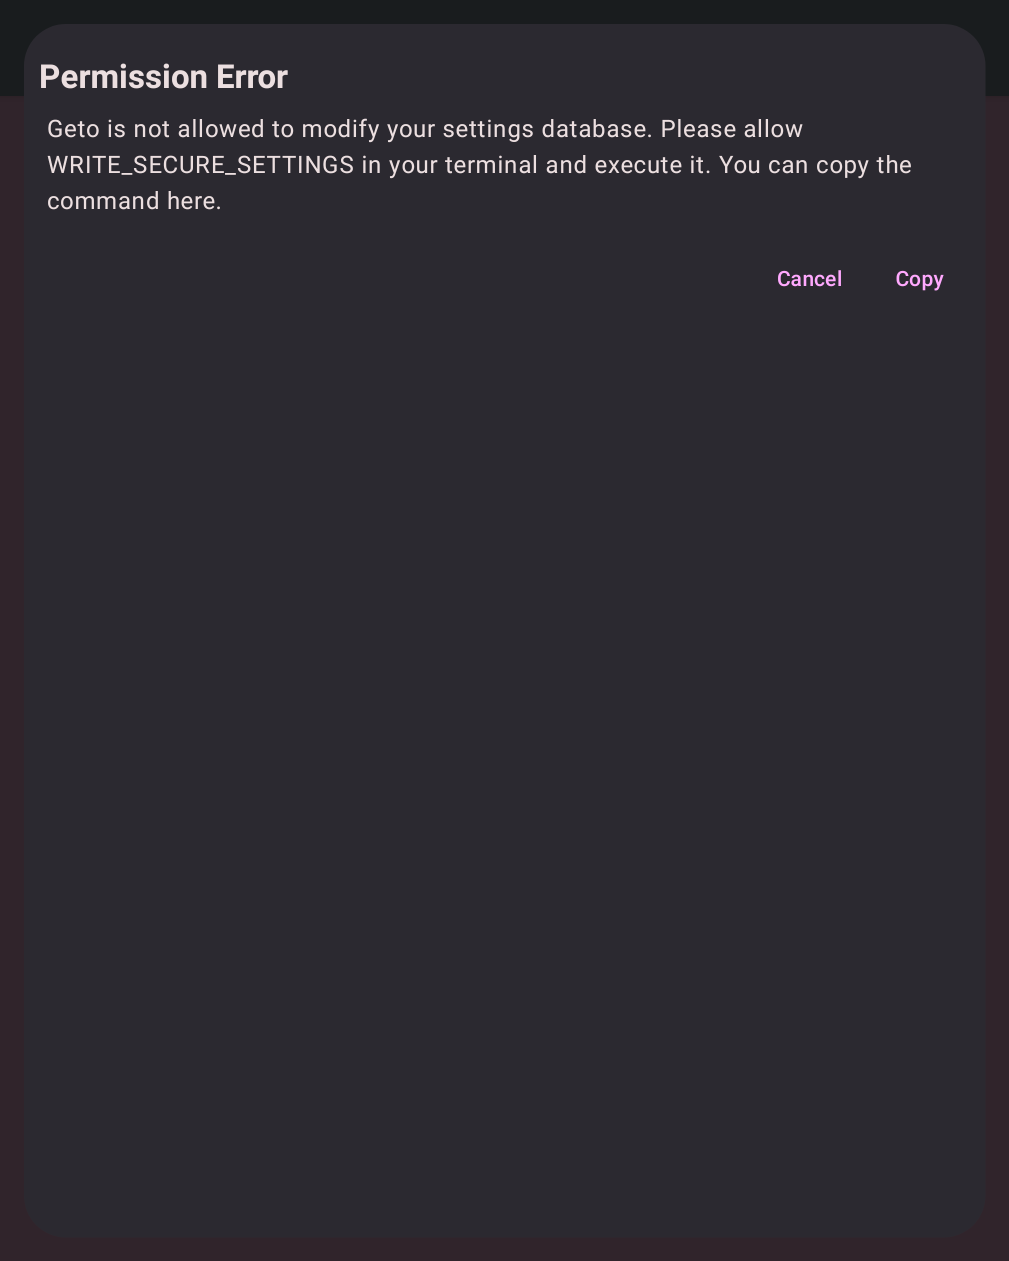 Permission Error
Geto is not allowed to modify your settings database. Please allow
WRITE_SECURE_SETTINGS in your terminal and execute it. You can copy the
command here.
Cancel Copy